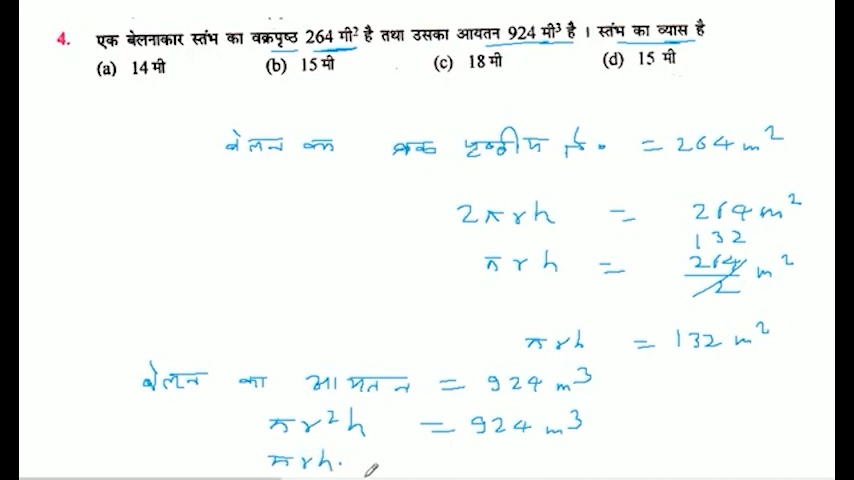 4. एक बेलनाकार स्तंभ का वक्रपृष्ठ 264 मी² है तथा उसका आयतन 924 मी³ है । स्तंभ का व्यास है
(a) 14 मी (b) 15 मी (c) 18 मी (d) 15 मी
बेलन का वक्र पृष्ठीय क्षे. = 264 m²
2πrh = 264 m²
132
πrh = 264/2 m²
πrh = 132 m²
बेलन का आयतन = 924 m³
πr²h = 924 m³
πrh.